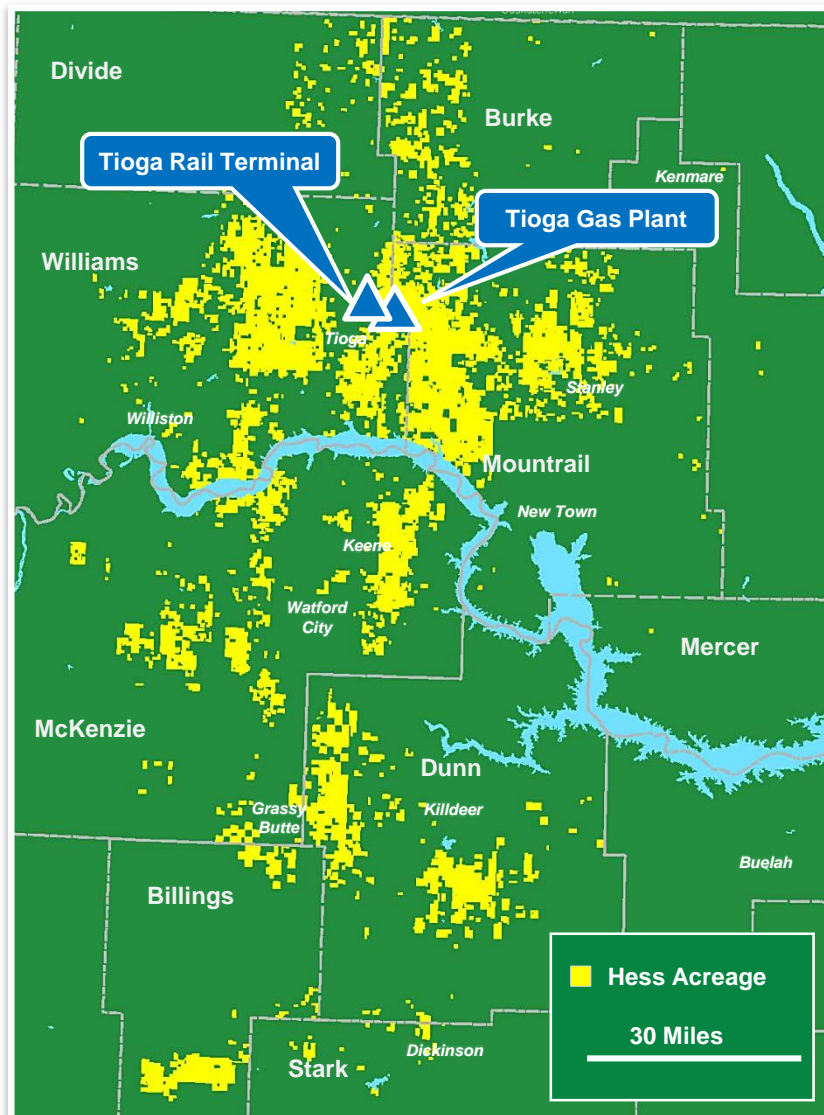 Saskatchewan
Divide
Burke
Tioga Rail Terminal
Kenmare
Tioga Gas Plant
Williams
Tioga
Stanley
Williston
Mountrail
New Town
Keene
Watford
City
Mercer
McKenzie
Dunn
Grassy
Butte
Killdeer
Buelah
Billings
Hess Acreage
30 Miles
Dickinson
Stark